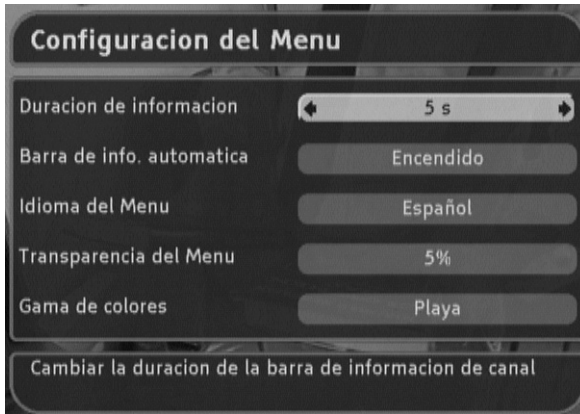 Configuracion del Menu
Duracion de informacion 5 s
Barra de info. automatica Encendido
Idioma del Menu Español
Transparencia del Menu 5%
Gama de colores Playa
Cambiar la duracion de la barra de informacion de canal